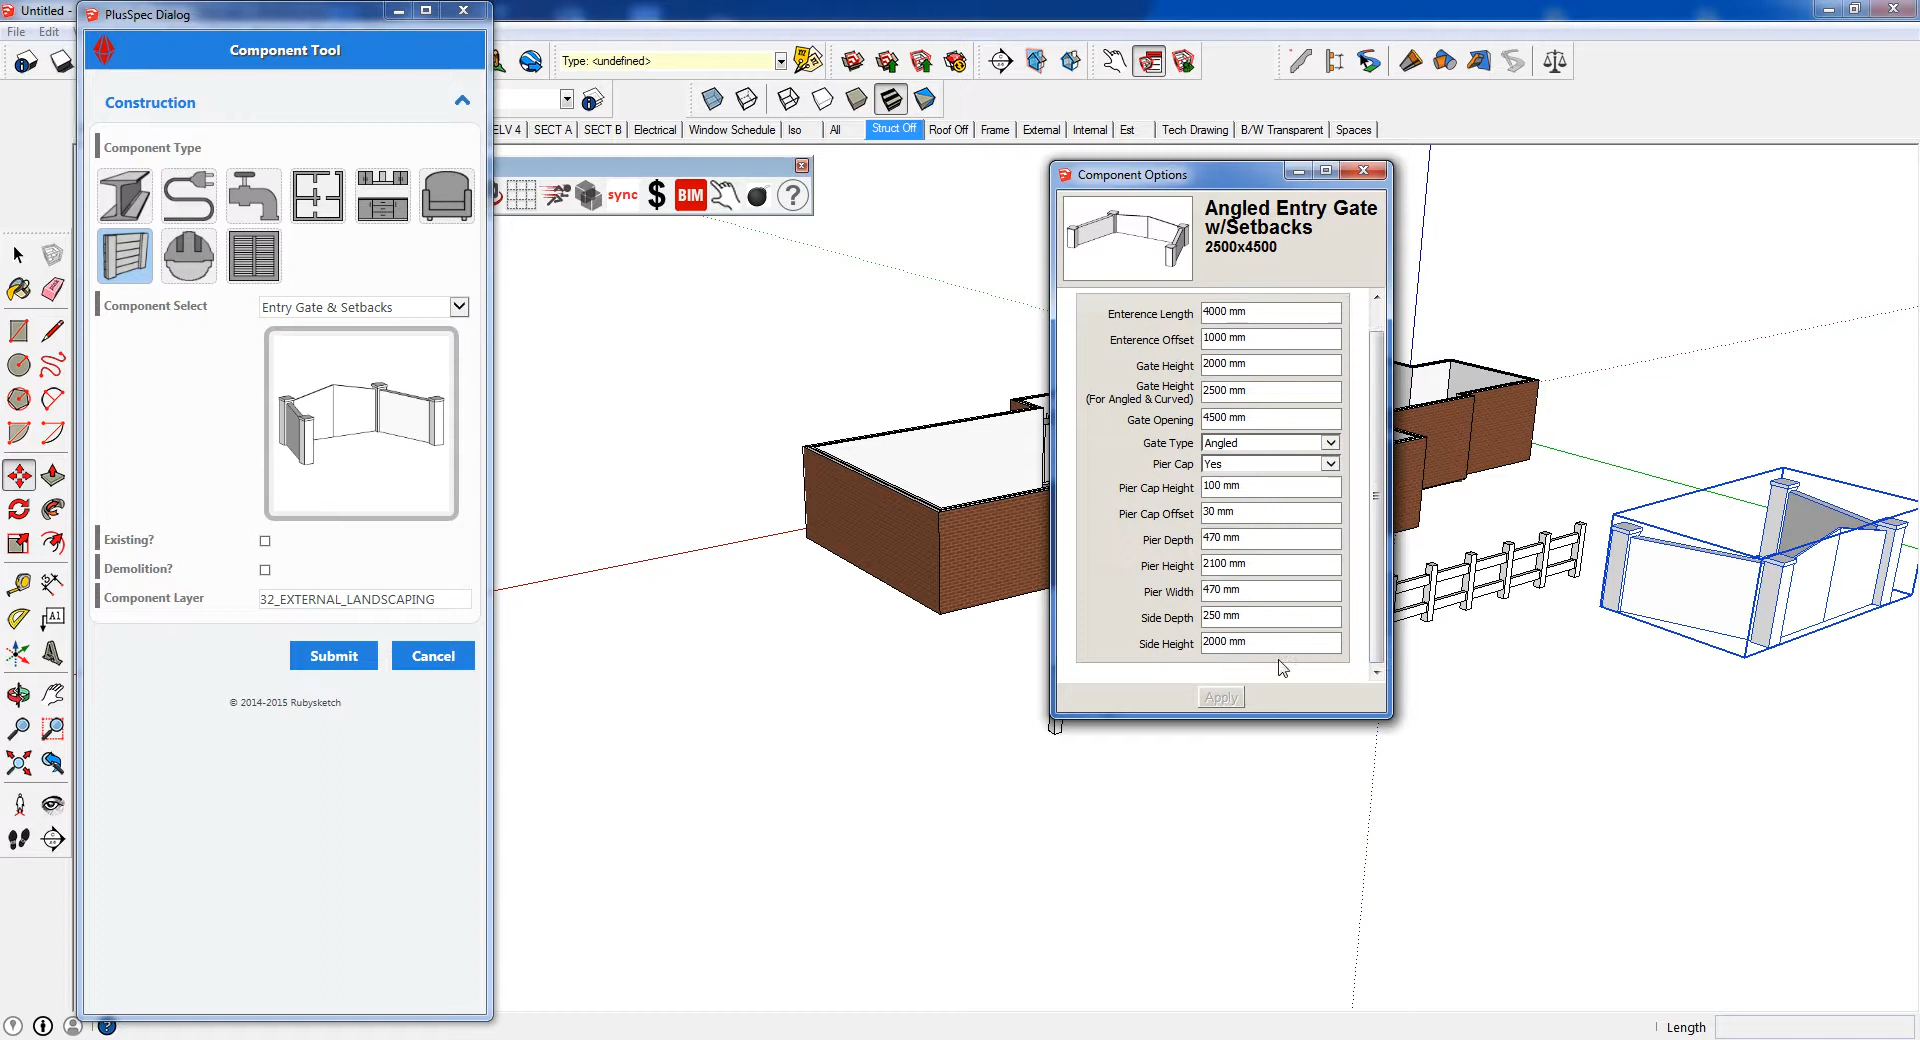 Untitled -
PlusSpec Dialog
File Edit
Component Tool
Type: <undefined>
Construction
ELV 4 SECT A SECT B Electrical Window Schedule Iso All Struct Off Roof Off Frame External Internal Est Tech Drawing B/W Transparent Spaces
Component Type
sync $ BIM ?
Component Select Entry Gate & Setbacks
Existing?
Demolition?
Component Layer 32_EXTERNAL_LANDSCAPING
Submit Cancel
© 2014-2015 Rubysketch
A1
Component Options
Angled Entry Gate
w/Setbacks
2500x4500
Enterence Length 4000 mm
Enterence Offset 1000 mm
Gate Height 2000 mm
Gate Height
(For Angled & Curved) 2500 mm
Gate Opening 4500 mm
Gate Type Angled
Pier Cap Yes
Pier Cap Height 100 mm
Pier Cap Offset 30 mm
Pier Depth 470 mm
Pier Height 2100 mm
Pier Width 470 mm
Side Depth 250 mm
Side Height 2000 mm
Apply
Length